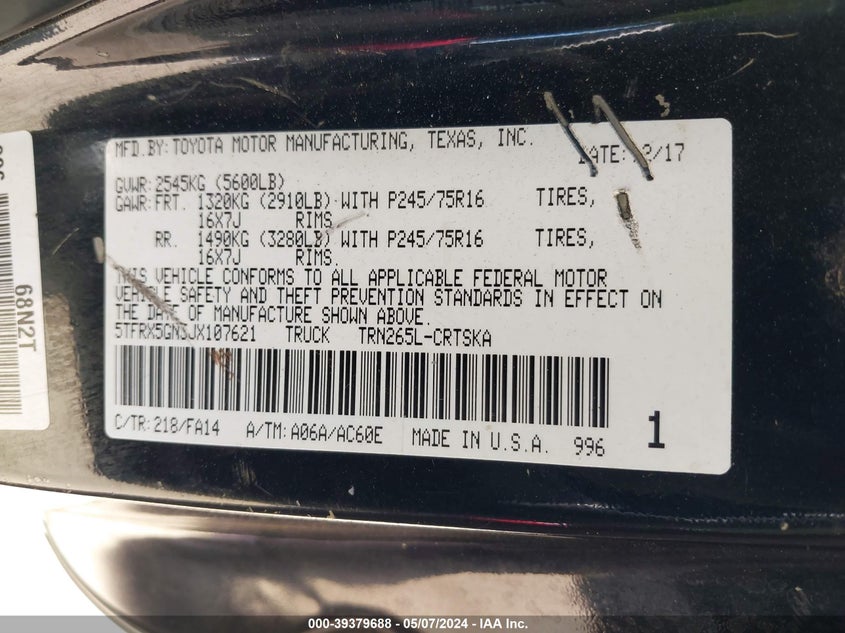 MFD.BY: TOYOTA MOTOR MANUFACTURING, TEXAS, INC.
DATE: 2/17
GVWR: 2545KG (5600LB)
GAWR: FRT. 1320KG (2910LB) WITH P245/75R16 TIRES,
16X7J RIMS
RR. 1490KG (3280LB) WITH P245/75R16 TIRES,
16X7J RIMS.
THIS VEHICLE CONFORMS TO ALL APPLICABLE FEDERAL MOTOR
VEHICLE SAFETY AND THEFT PREVENTION STANDARDS IN EFFECT ON
THE DATE OF MANUFACTURE SHOWN ABOVE.
5TFRX5GN3JX107621 TRUCK TRN265L-CRTSKA
C/TR: 218/FA14 A/TM: A06A/AC60E MADE IN U.S.A. 996 1
68N2T
000-39379688 - 05/07/2024 - IAA Inc.